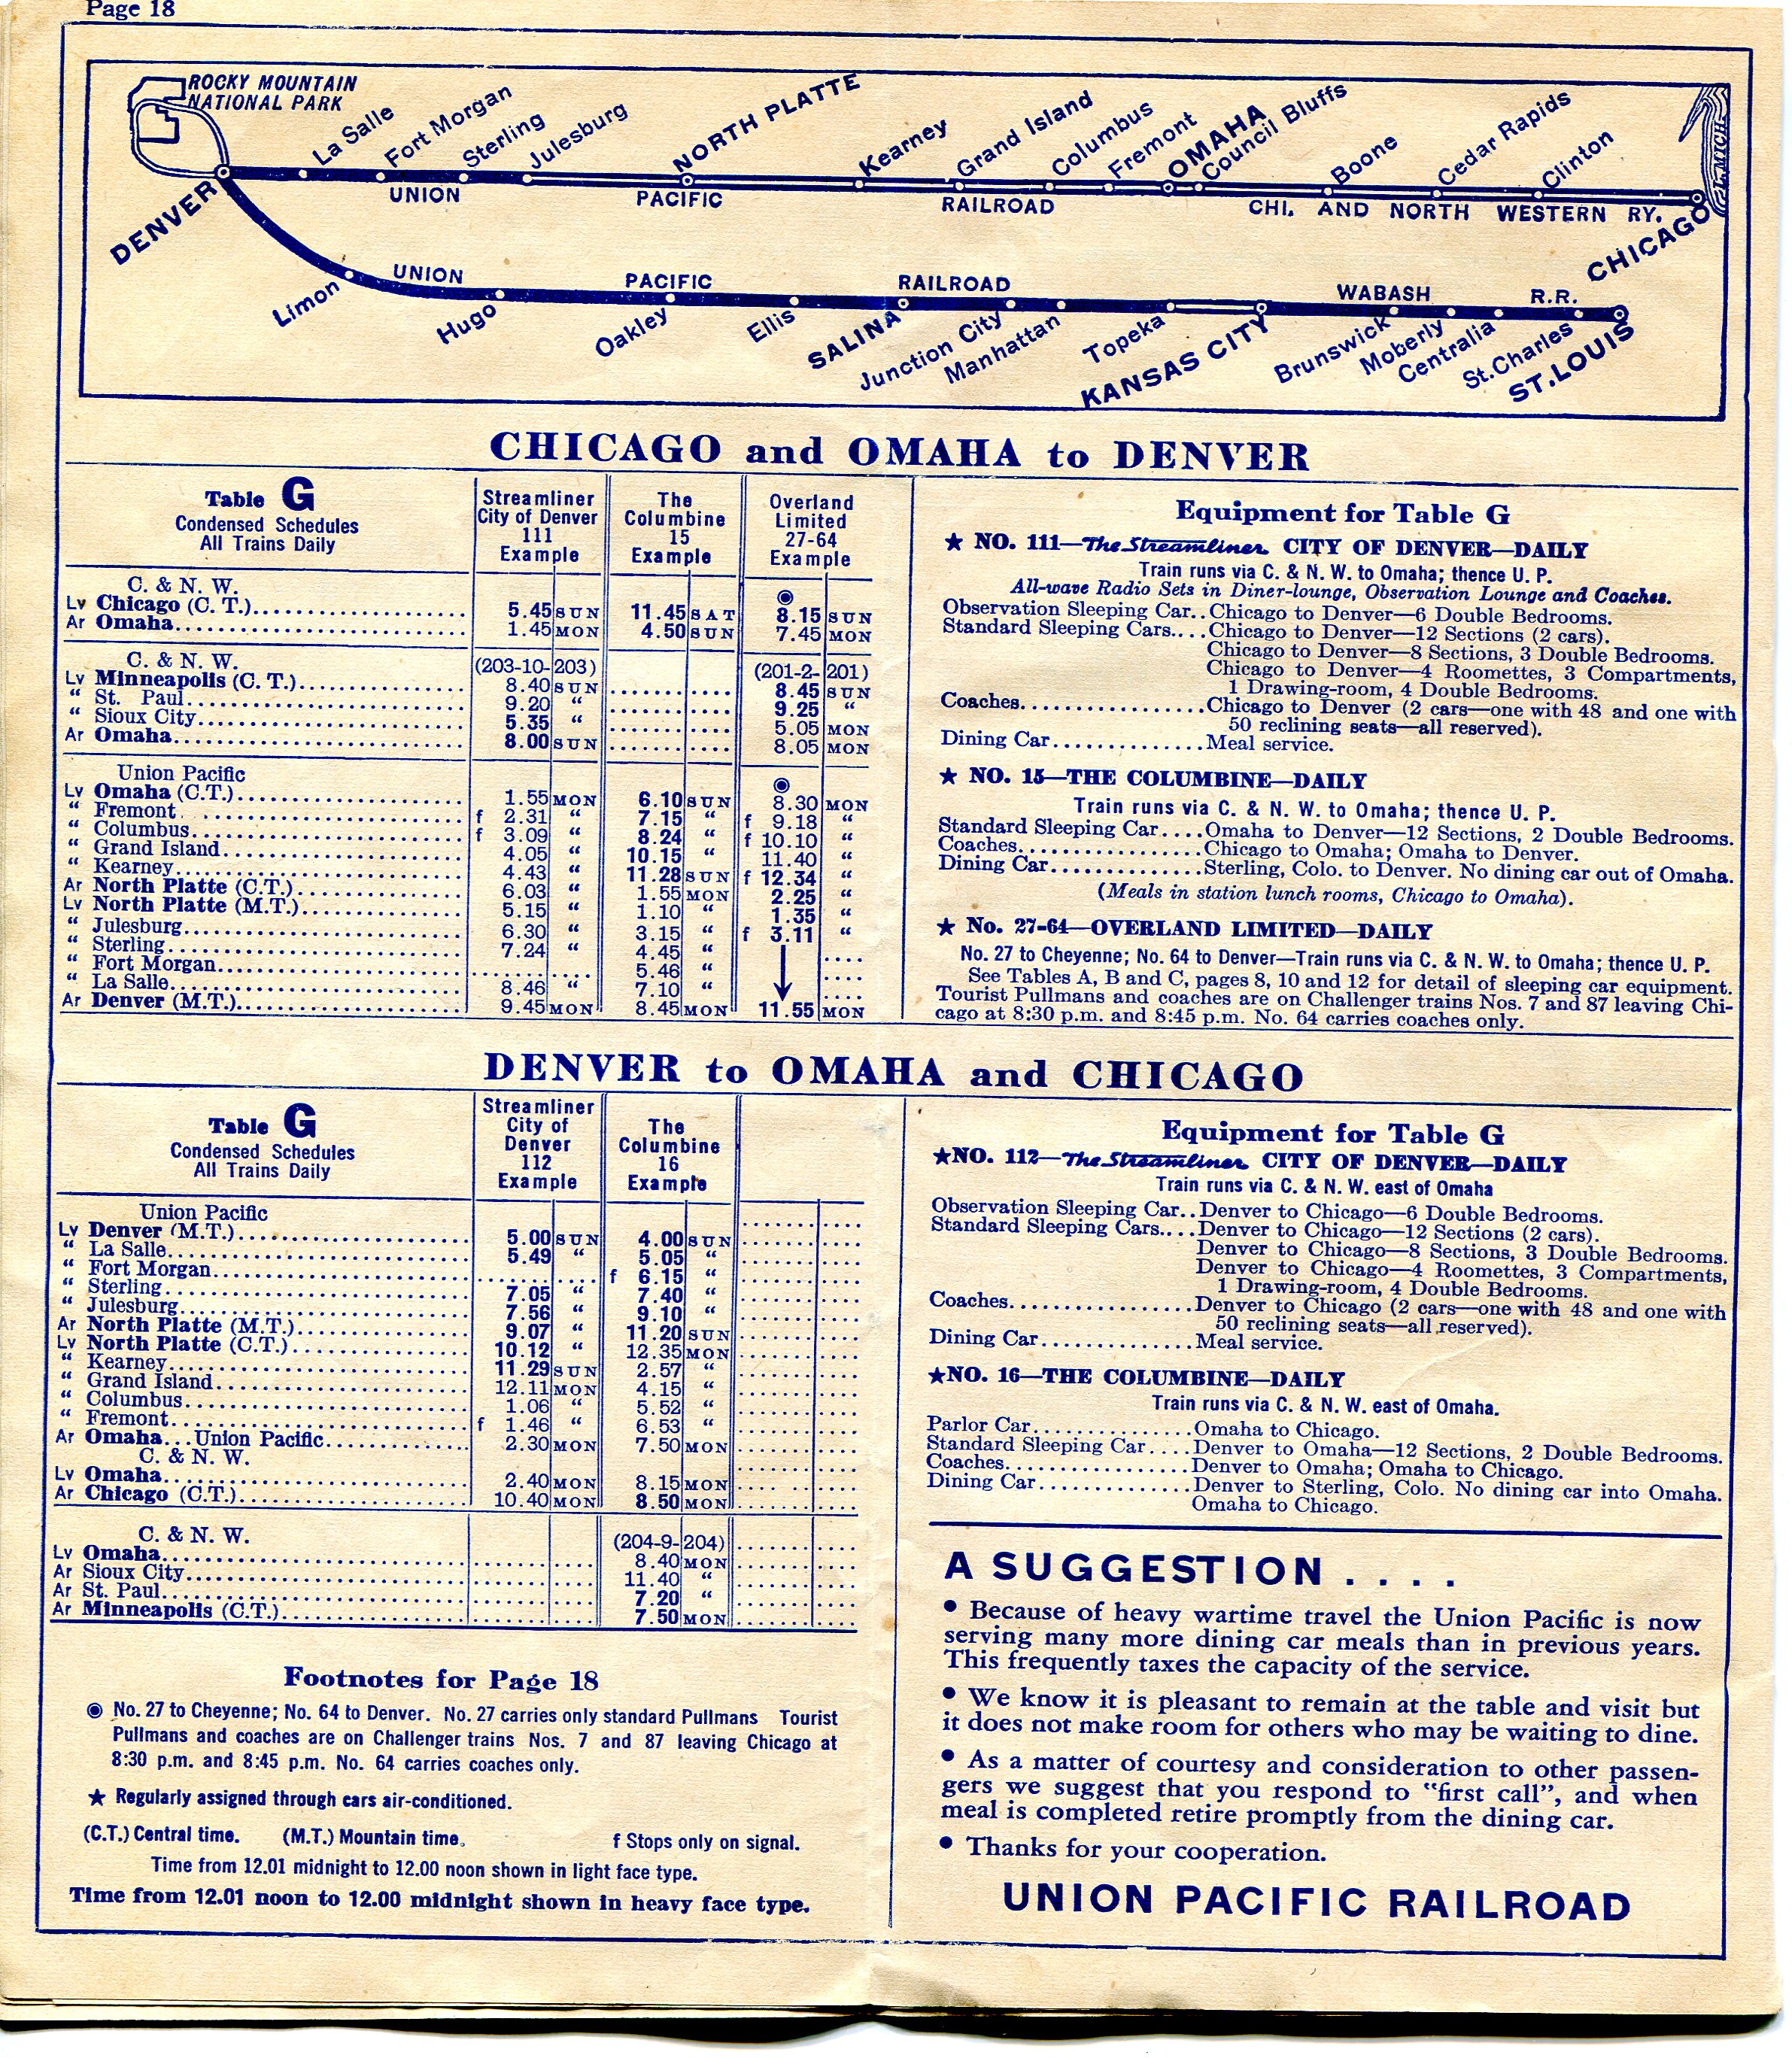 Page 18
ROCKY MOUNTAIN
NATIONAL PARK
La Salle
Fort Morgan
Sterling
Julesburg
NORTH PLATTE
Kearney
Grand Island
Columbus
Fremont
OMAHA
Council Bluffs
Boone
Cedar Rapids
Clinton
L. MICH.
DENVER
UNION PACIFIC RAILROAD CHI. AND NORTH WESTERN RY.
CHICAGO
UNION PACIFIC RAILROAD WABASH R.R.
Limon
Hugo
Oakley
Ellis
SALINA
Junction City
Manhattan
Topeka
KANSAS CITY
Brunswick
Moberly
Centralia
St. Charles
ST. LOUIS
CHICAGO and OMAHA to DENVER
Table G
Condensed Schedules
All Trains Daily
Streamliner
City of Denver
111
Example
The
Columbine
15
Example
Overland
Limited
27-64
Example
C. & N. W. ◉
Lv Chicago (C. T.) 5.45 SUN 11.45 SAT 8.15 SUN
Ar Omaha 1.45 MON 4.50 SUN 7.45 MON
C. & N. W. (203-10-203) (201-2-201)
Lv Minneapolis (C. T.) 8.40 SUN 8.45 SUN
“ St. Paul 9.20 “ 9.25 “
“ Sioux City 5.35 “ 5.05 MON
Ar Omaha 8.00 SUN 8.05 MON
Union Pacific ◉
Lv Omaha (C.T.) 1.55 MON 6.10 SUN 8.30 MON
“ Fremont f 2.31 “ 7.15 “ f 9.18 “
“ Columbus f 3.09 “ 8.24 “ f 10.10 “
“ Grand Island 4.05 “ 10.15 “ 11.40 “
“ Kearney 4.43 “ 11.28 SUN f 12.34 “
Ar North Platte (C.T.) 6.03 “ 1.55 MON 2.25 “
Lv North Platte (M.T.) 5.15 “ 1.10 “ 1.35 “
“ Julesburg 6.30 “ 3.15 “ f 3.11 “
“ Sterling 7.24 “ 4.45 “
“ Fort Morgan 5.46 “
“ La Salle 8.46 “ 7.10 “
Ar Denver (M.T.) 9.45 MON 8.45 MON 11.55 MON
Equipment for Table G
★ NO. 111—The Streamliner CITY OF DENVER—DAILY
Train runs via C. & N. W. to Omaha; thence U. P.
All-wave Radio Sets in Diner-lounge, Observation Lounge and Coaches.
Observation Sleeping Car..Chicago to Denver—6 Double Bedrooms.
Standard Sleeping Cars....Chicago to Denver—12 Sections (2 cars).
Chicago to Denver—8 Sections, 3 Double Bedrooms.
Chicago to Denver—4 Roomettes, 3 Compartments,
1 Drawing-room, 4 Double Bedrooms.
Coaches................Chicago to Denver (2 cars—one with 48 and one with
50 reclining seats—all reserved).
Dining Car..............Meal service.
★ NO. 15—THE COLUMBINE—DAILY
Train runs via C. & N. W. to Omaha; thence U. P.
Standard Sleeping Car....Omaha to Denver—12 Sections, 2 Double Bedrooms.
Coaches................Chicago to Omaha; Omaha to Denver.
Dining Car..............Sterling, Colo. to Denver. No dining car out of Omaha.
(Meals in station lunch rooms, Chicago to Omaha).
★ No. 27-64—OVERLAND LIMITED—DAILY
No. 27 to Cheyenne; No. 64 to Denver—Train runs via C. & N. W. to Omaha; thence U. P.
See Tables A, B and C, pages 8, 10 and 12 for detail of sleeping car equipment.
Tourist Pullmans and coaches are on Challenger trains Nos. 7 and 87 leaving Chi-
cago at 8:30 p.m. and 8:45 p.m. No. 64 carries coaches only.
DENVER to OMAHA and CHICAGO
Table G
Condensed Schedules
All Trains Daily
Streamliner
City of
Denver
112
Example
The
Columbine
16
Example
Union Pacific
Lv Denver (M.T.) 5.00 SUN 4.00 SUN
“ La Salle 5.49 “ 5.05 “
“ Fort Morgan f 6.15 “
“ Sterling 7.05 “ 7.40 “
“ Julesburg 7.56 “ 9.10 “
Ar North Platte (M.T.) 9.07 “ 11.20 SUN
Lv North Platte (C.T.) 10.12 “ 12.35 MON
“ Kearney 11.29 SUN 2.57 “
“ Grand Island 12.11 MON 4.15 “
“ Columbus 1.06 “ 5.52 “
“ Fremont f 1.46 “ 6.53 “
Ar Omaha...Union Pacific 2.30 MON 7.50 MON
C. & N. W.
Lv Omaha 2.40 MON 8.15 MON
Ar Chicago (C.T.) 10.40 MON 8.50 MON
C. & N. W. (204-9-204)
Lv Omaha 8.40 MON
Ar Sioux City 11.40 “
Ar St. Paul 7.20 “
Ar Minneapolis (C.T.) 7.50 MON
Equipment for Table G
★NO. 112—The Streamliner CITY OF DENVER—DAILY
Train runs via C. & N. W. east of Omaha
Observation Sleeping Car..Denver to Chicago—6 Double Bedrooms.
Standard Sleeping Cars....Denver to Chicago—12 Sections (2 cars).
Denver to Chicago—8 Sections, 3 Double Bedrooms.
Denver to Chicago—4 Roomettes, 3 Compartments,
1 Drawing-room, 4 Double Bedrooms.
Coaches................Denver to Chicago (2 cars—one with 48 and one with
50 reclining seats—all reserved).
Dining Car..............Meal service.
★NO. 16—THE COLUMBINE—DAILY
Train runs via C. & N. W. east of Omaha.
Parlor Car..............Omaha to Chicago.
Standard Sleeping Car....Denver to Omaha—12 Sections, 2 Double Bedrooms.
Coaches................Denver to Omaha; Omaha to Chicago.
Dining Car..............Denver to Sterling, Colo. No dining car into Omaha.
Omaha to Chicago.
Footnotes for Page 18
◉ No. 27 to Cheyenne; No. 64 to Denver. No. 27 carries only standard Pullmans Tourist
Pullmans and coaches are on Challenger trains Nos. 7 and 87 leaving Chicago at
8:30 p.m. and 8:45 p.m. No. 64 carries coaches only.
★ Regularly assigned through cars air-conditioned.
(C.T.) Central time. (M.T.) Mountain time. f Stops only on signal.
Time from 12.01 midnight to 12.00 noon shown in light face type.
Time from 12.01 noon to 12.00 midnight shown in heavy face type.
A SUGGESTION . . . .
• Because of heavy wartime travel the Union Pacific is now
serving many more dining car meals than in previous years.
This frequently taxes the capacity of the service.
• We know it is pleasant to remain at the table and visit but
it does not make room for others who may be waiting to dine.
• As a matter of courtesy and consideration to other passen-
gers we suggest that you respond to “first call”, and when
meal is completed retire promptly from the dining car.
• Thanks for your cooperation.
UNION PACIFIC RAILROAD